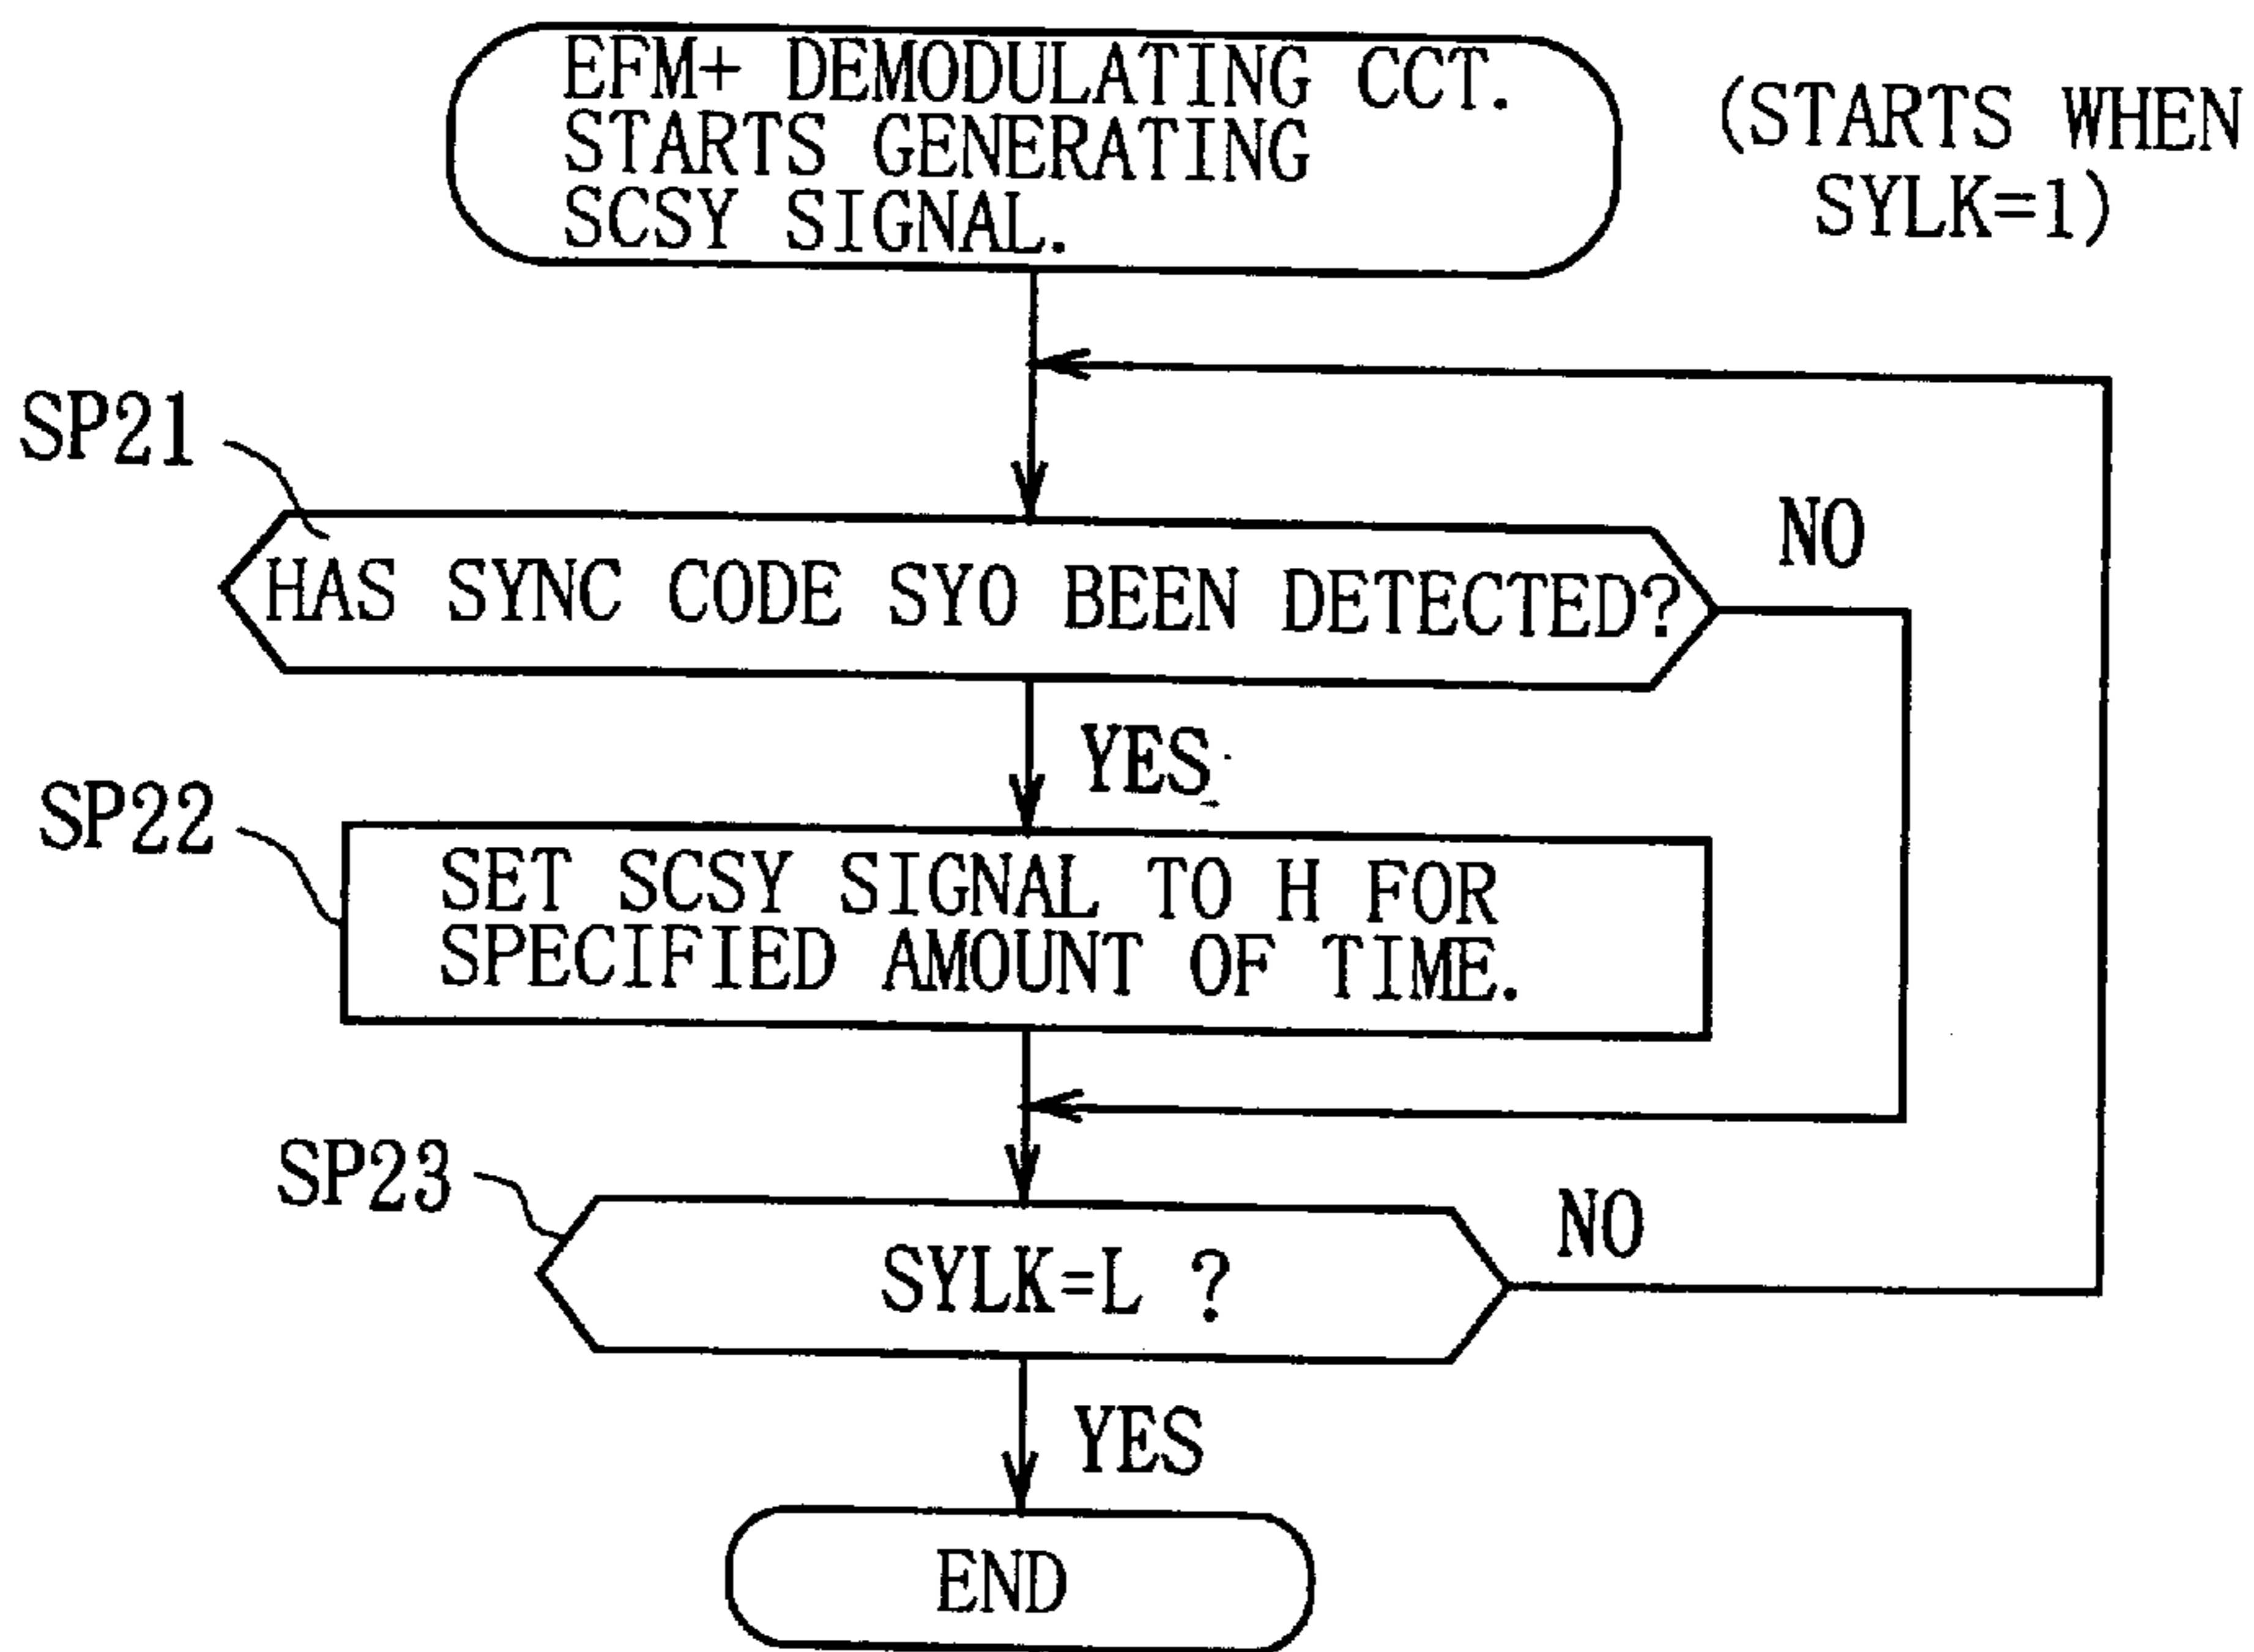 EFM+ DEMODULATING CCT.
STARTS GENERATING
SCSY SIGNAL.
(STARTS WHEN
SYLK=1)
SP21
HAS SYNC CODE SYO BEEN DETECTED?
NO
YES
SP22
SET SCSY SIGNAL TO H FOR
SPECIFIED AMOUNT OF TIME.
SP23
SYLK=L ?
NO
YES
END